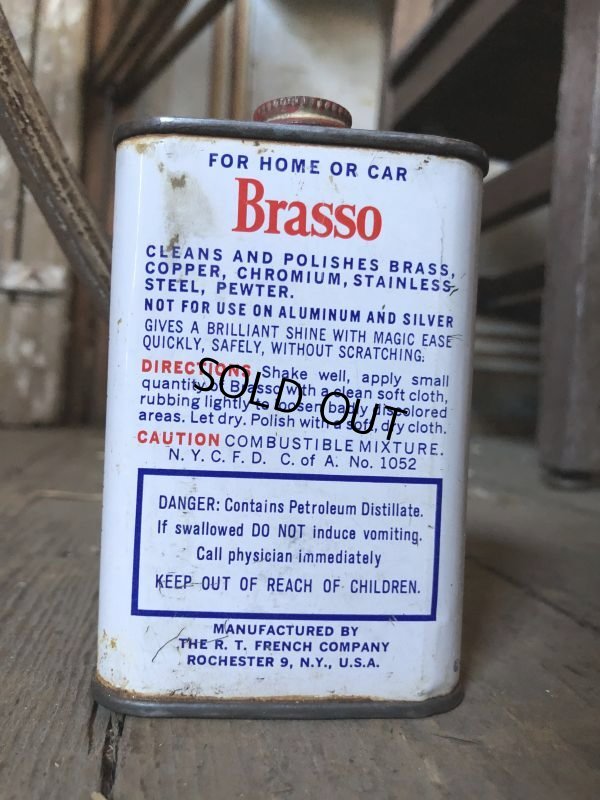 FOR HOME OR CAR
Brasso
CLEANS AND POLISHES BRASS,
COPPER, CHROMIUM, STAINLESS
STEEL, PEWTER.
NOT FOR USE ON ALUMINUM AND SILVER
GIVES A BRILLIANT SHINE WITH MAGIC EASE
QUICKLY, SAFELY, WITHOUT SCRATCHING.
DIRECTIONS Shake well, apply small
quantity of Brasso with a clean soft cloth,
rubbing lightly to loosen badly discolored
areas. Let dry. Polish with a soft dry cloth.
SOLD OUT
CAUTION COMBUSTIBLE MIXTURE.
N. Y. C. F. D. C. of A. No. 1052
DANGER: Contains Petroleum Distillate.
If swallowed DO NOT induce vomiting.
Call physician immediately
KEEP OUT OF REACH OF CHILDREN.
MANUFACTURED BY
THE R. T. FRENCH COMPANY
ROCHESTER 9, N.Y., U.S.A.